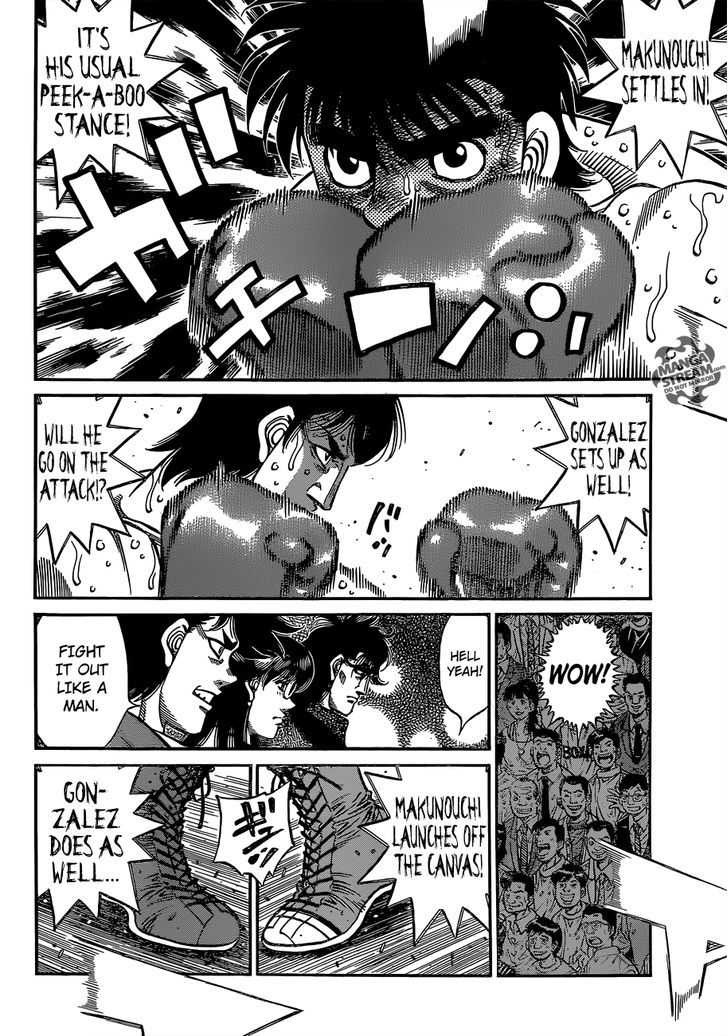 MAKUNOUCHI
SETTLES IN!
IT'S
HIS USUAL
PEEK-A-BOO
STANCE!
MANGA
STREAM.com
DO NOT MIRROR
GONZALEZ
SETS UP AS
WELL!
WILL HE
GO ON THE
ATTACK!?
WOW!
HELL
YEAH!
FIGHT
IT OUT
LIKE A
MAN.
MAKUNOUCHI
LAUNCHES OFF
THE CANVAS!
GON-
ZALEZ
DOES AS
WELL...